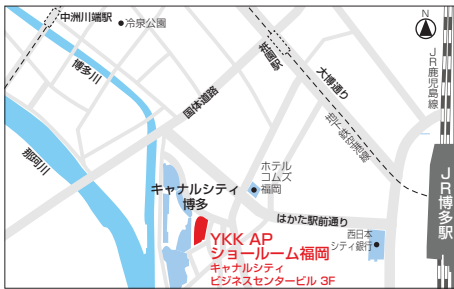 中洲川端駅
冷泉公園
N
博多川
祇園駅
大博通り
JR鹿児島線
国体道路
地下鉄空港線
那珂川
ホテル
コムズ
福岡
キャナルシティ
博多
JR博多駅
はかた駅前通り
西日本
シティ銀行
YKK AP
ショールーム福岡
キャナルシティ
ビジネスセンタービル 3F